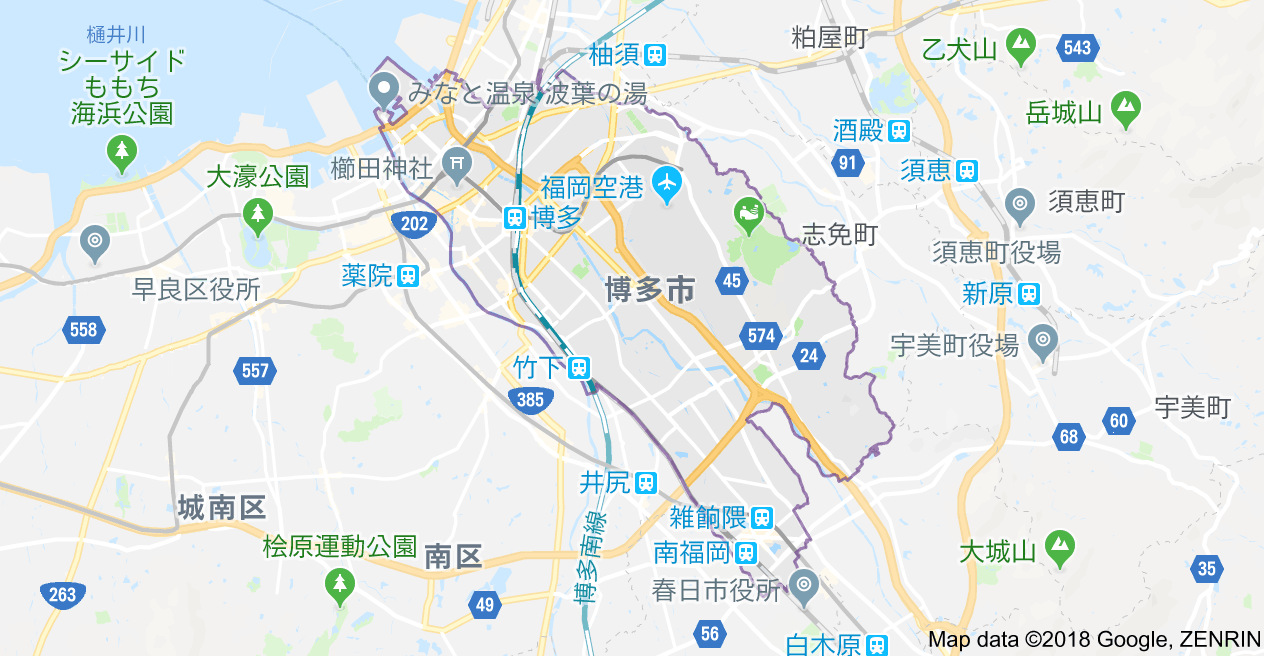 樋井川
シーサイド
ももち
海浜公園
柚須
粕屋町
乙犬山
543
みなと温泉 波葉の湯
岳城山
酒殿
91
須恵
櫛田神社
大濠公園
福岡空港
須恵町
202
博多
志免町
須恵町役場
薬院
早良区役所
博多市
45
新原
558
574
宇美町役場
24
557
竹下
385
宇美町
60
68
井尻
城南区
雑餉隈
桧原運動公園
南区
南福岡
大城山
博多南線
35
春日市役所
263
49
56
白木原
Map data ©2018 Google, ZENRIN